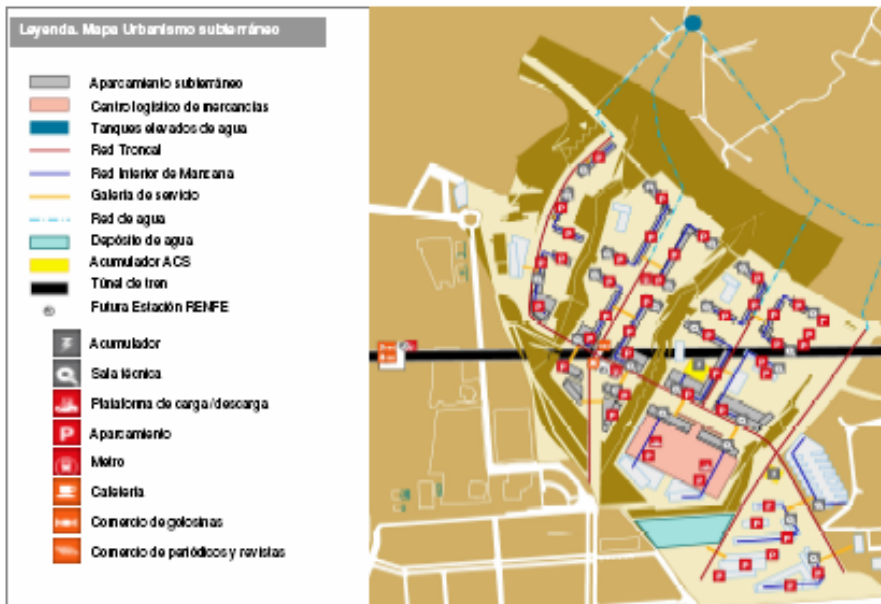 Leyenda. Mapa Urbanismo subterráneo
Aparcamiento subterráneo
Centro logístico de mercancías
Tanques elevados de agua
Red Troncal
Red Interior de Manzana
Galería de servicio
Red de agua
Depósito de agua
Acumulador ACS
Túnel de tren
Futura Estación RENFE
Acumulador
Sala técnica
Plataforma de carga /descarga
P Aparcamiento
Metro
Cafetería
Comercio de golosinas
Comercio de periódicos y revistas